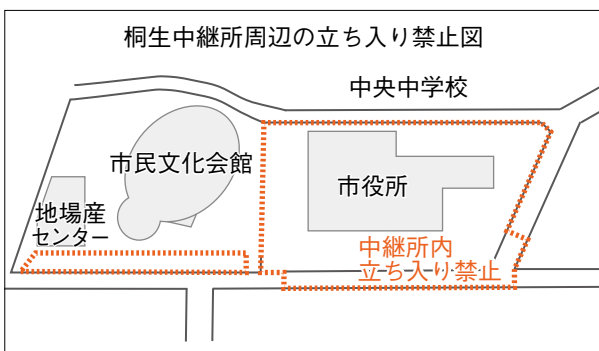 桐生中継所周辺の立ち入り禁止図
中央中学校
市民文化会館
市役所
地場産
センター
中継所内
立ち入り禁止